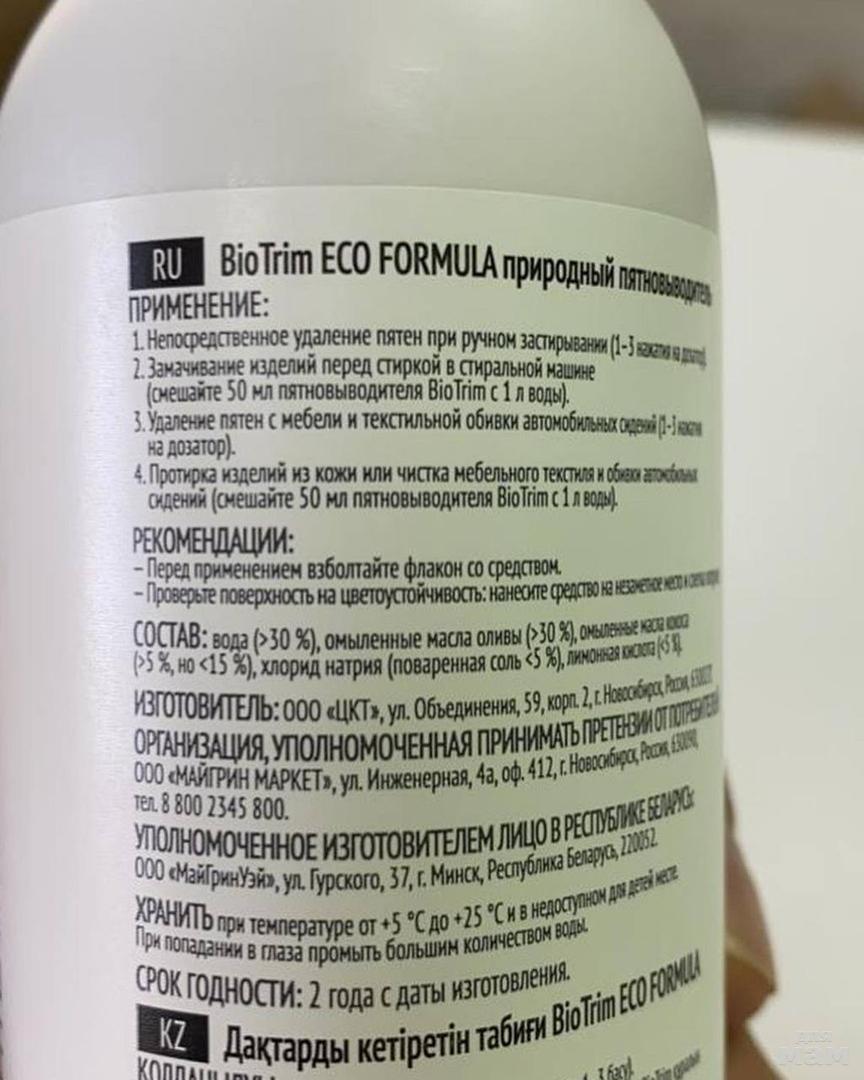 RU BioTrim ECO FORMULA природный пятновыводитель
ПРИМЕНЕНИЕ:
1. Непосредственное удаление пятен при ручном застирывании (1–3 нажатия на дозатор).
2. Замачивание изделий перед стиркой в стиральной машине
(смешайте 50 мл пятновыводителя BioTrim с 1 л воды).
3. Удаление пятен с мебели и текстильной обивки автомобильных сидений (1–3 нажатия
на дозатор).
4. Протирка изделий из кожи или чистка мебельного текстиля и обивки автомобильных
сидений (смешайте 50 мл пятновыводителя BioTrim с 1 л воды).
РЕКОМЕНДАЦИИ:
– Перед применением взболтайте флакон со средством.
– Проверьте поверхность на цветоустойчивость: нанесите средство на незаметное место и
СОСТАВ: вода (>30 %), омыленные масла оливы (>30 %), омыленные масла кокоса
(>5 %, но <15 %), хлорид натрия (поваренная соль <5 %), лимонная кислота (<5 %).
ИЗГОТОВИТЕЛЬ: ООО «ЦКТ», ул. Объединения, 59, корп. 2, г. Новосибирск, Россия, 630027
ОРГАНИЗАЦИЯ, УПОЛНОМОЧЕННАЯ ПРИНИМАТЬ ПРЕТЕНЗИИ ОТ ПОТРЕБИТЕЛЕЙ
ООО «МАЙГРИН МАРКЕТ», ул. Инженерная, 4а, оф. 412, г. Новосибирск, Россия, 630090,
тел. 8 800 2345 800.
УПОЛНОМОЧЕННОЕ ИЗГОТОВИТЕЛЕМ ЛИЦО В РЕСПУБЛИКЕ БЕЛАРУСЬ:
ООО «МайГринУэй», ул. Гурского, 37, г. Минск, Республика Беларусь, 220052.
ХРАНИТЬ при температуре от +5 °С до +25 °С и в недоступном для детей месте.
При попадании в глаза промыть большим количеством воды.
СРОК ГОДНОСТИ: 2 года с даты изготовления.
KZ Дақтарды кетіретін табиғи BioTrim ECO FORMULA
для
мам